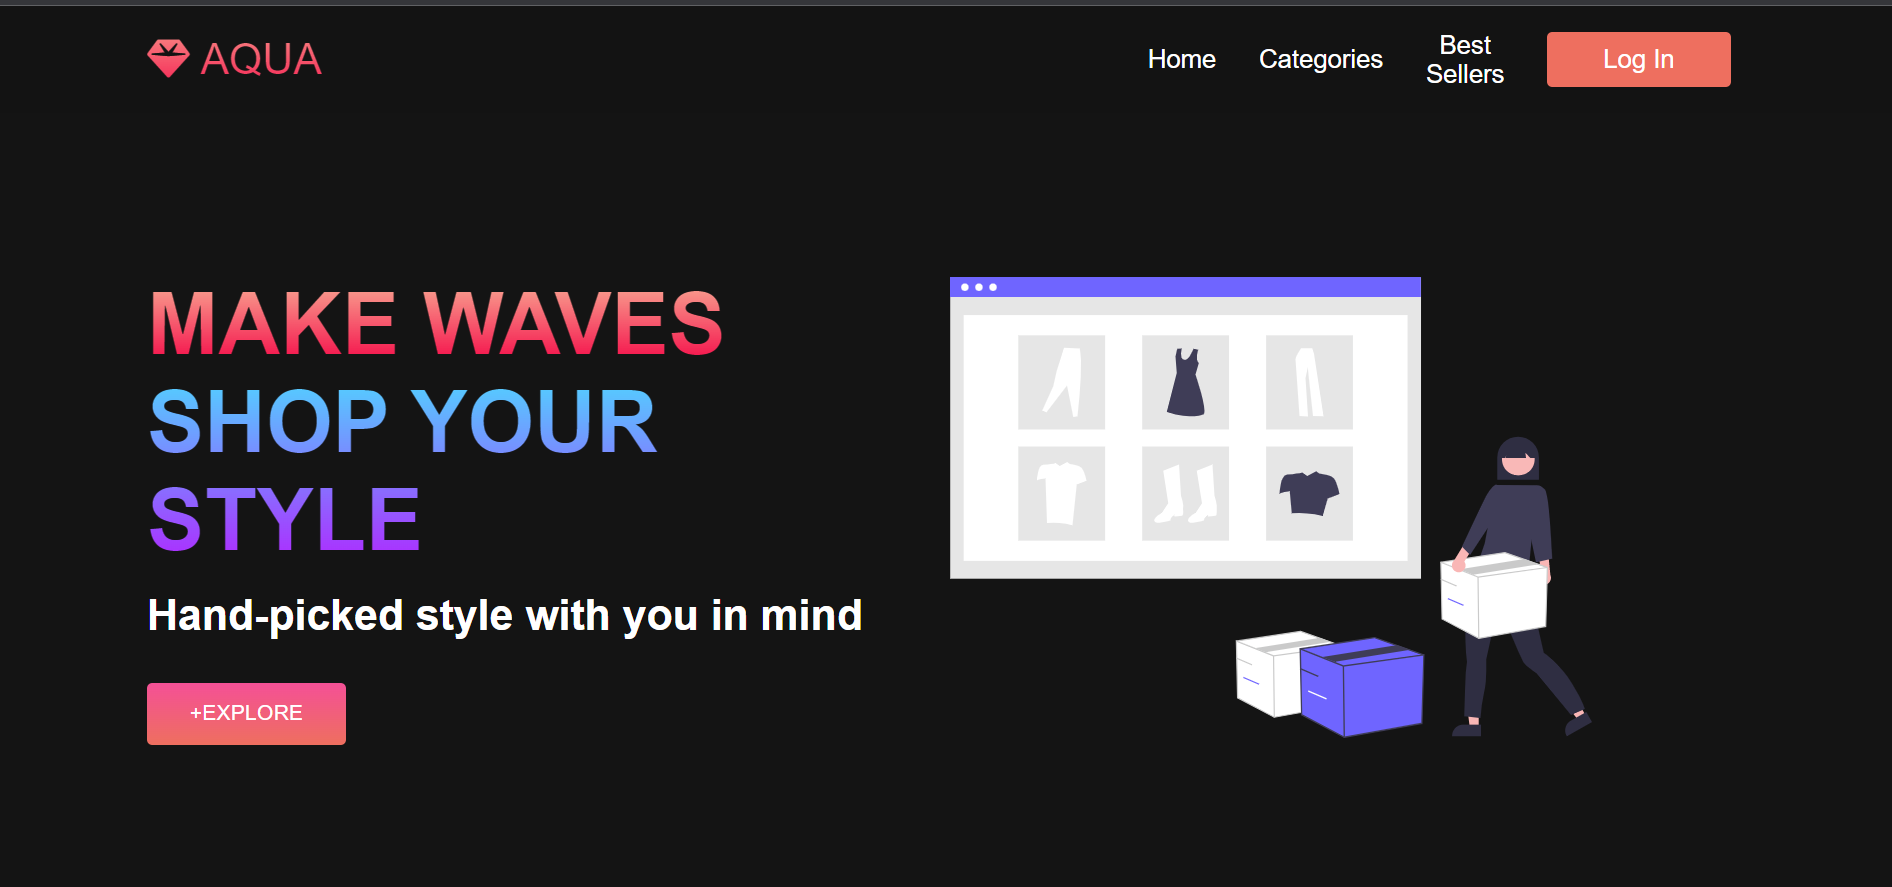 AQUA
Home
Categories
Best
Sellers
Log In
MAKE WAVES
SHOP YOUR
STYLE
Hand-picked style with you in mind
+EXPLORE